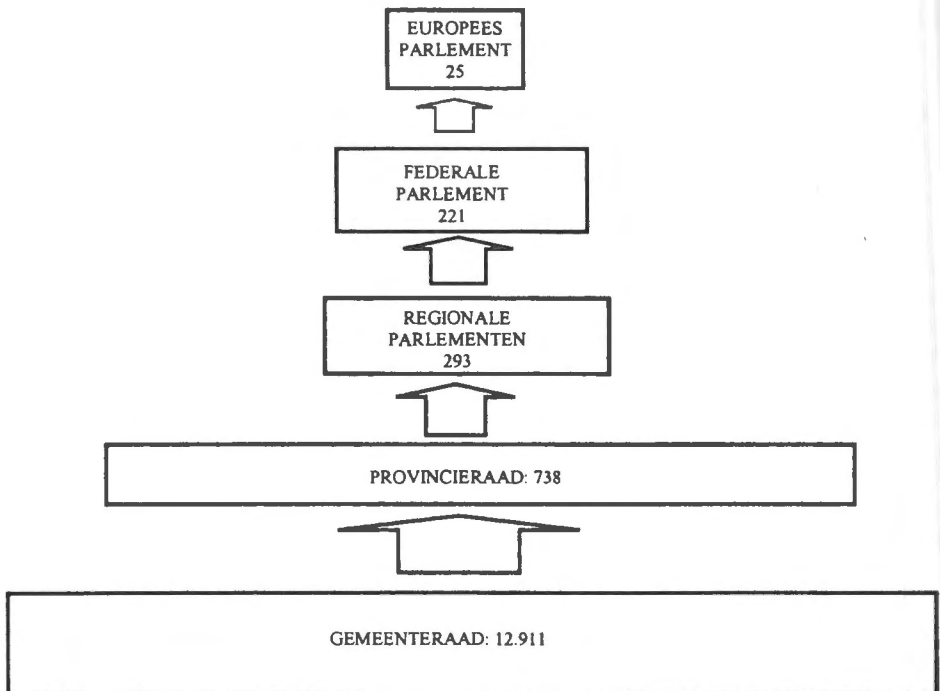 EUROPEES
PARLEMENT
25
FEDERALE
PARLEMENT
221
REGIONALE
PARLEMENTEN
293
PROVINCIERAAD: 738
GEMEENTERAAD: 12.911